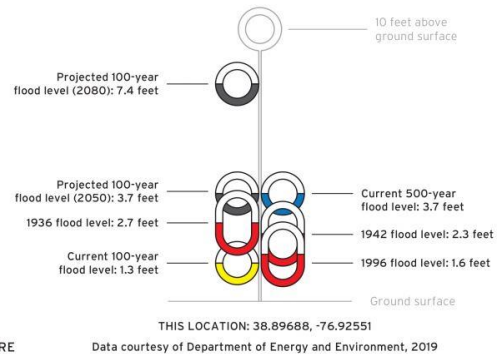 10 feet above
ground surface
Projected 100-year
flood level (2080): 7.4 feet
Projected 100-year
flood level (2050): 3.7 feet
1936 flood level: 2.7 feet
Current 100-year
flood level: 1.3 feet
Current 500-year
flood level: 3.7 feet
1942 flood level: 2.3 feet
1996 flood level: 1.6 feet
Ground surface
THIS LOCATION: 38.89688, -76.92551
RE
Data courtesy of Department of Energy and Environment, 2019